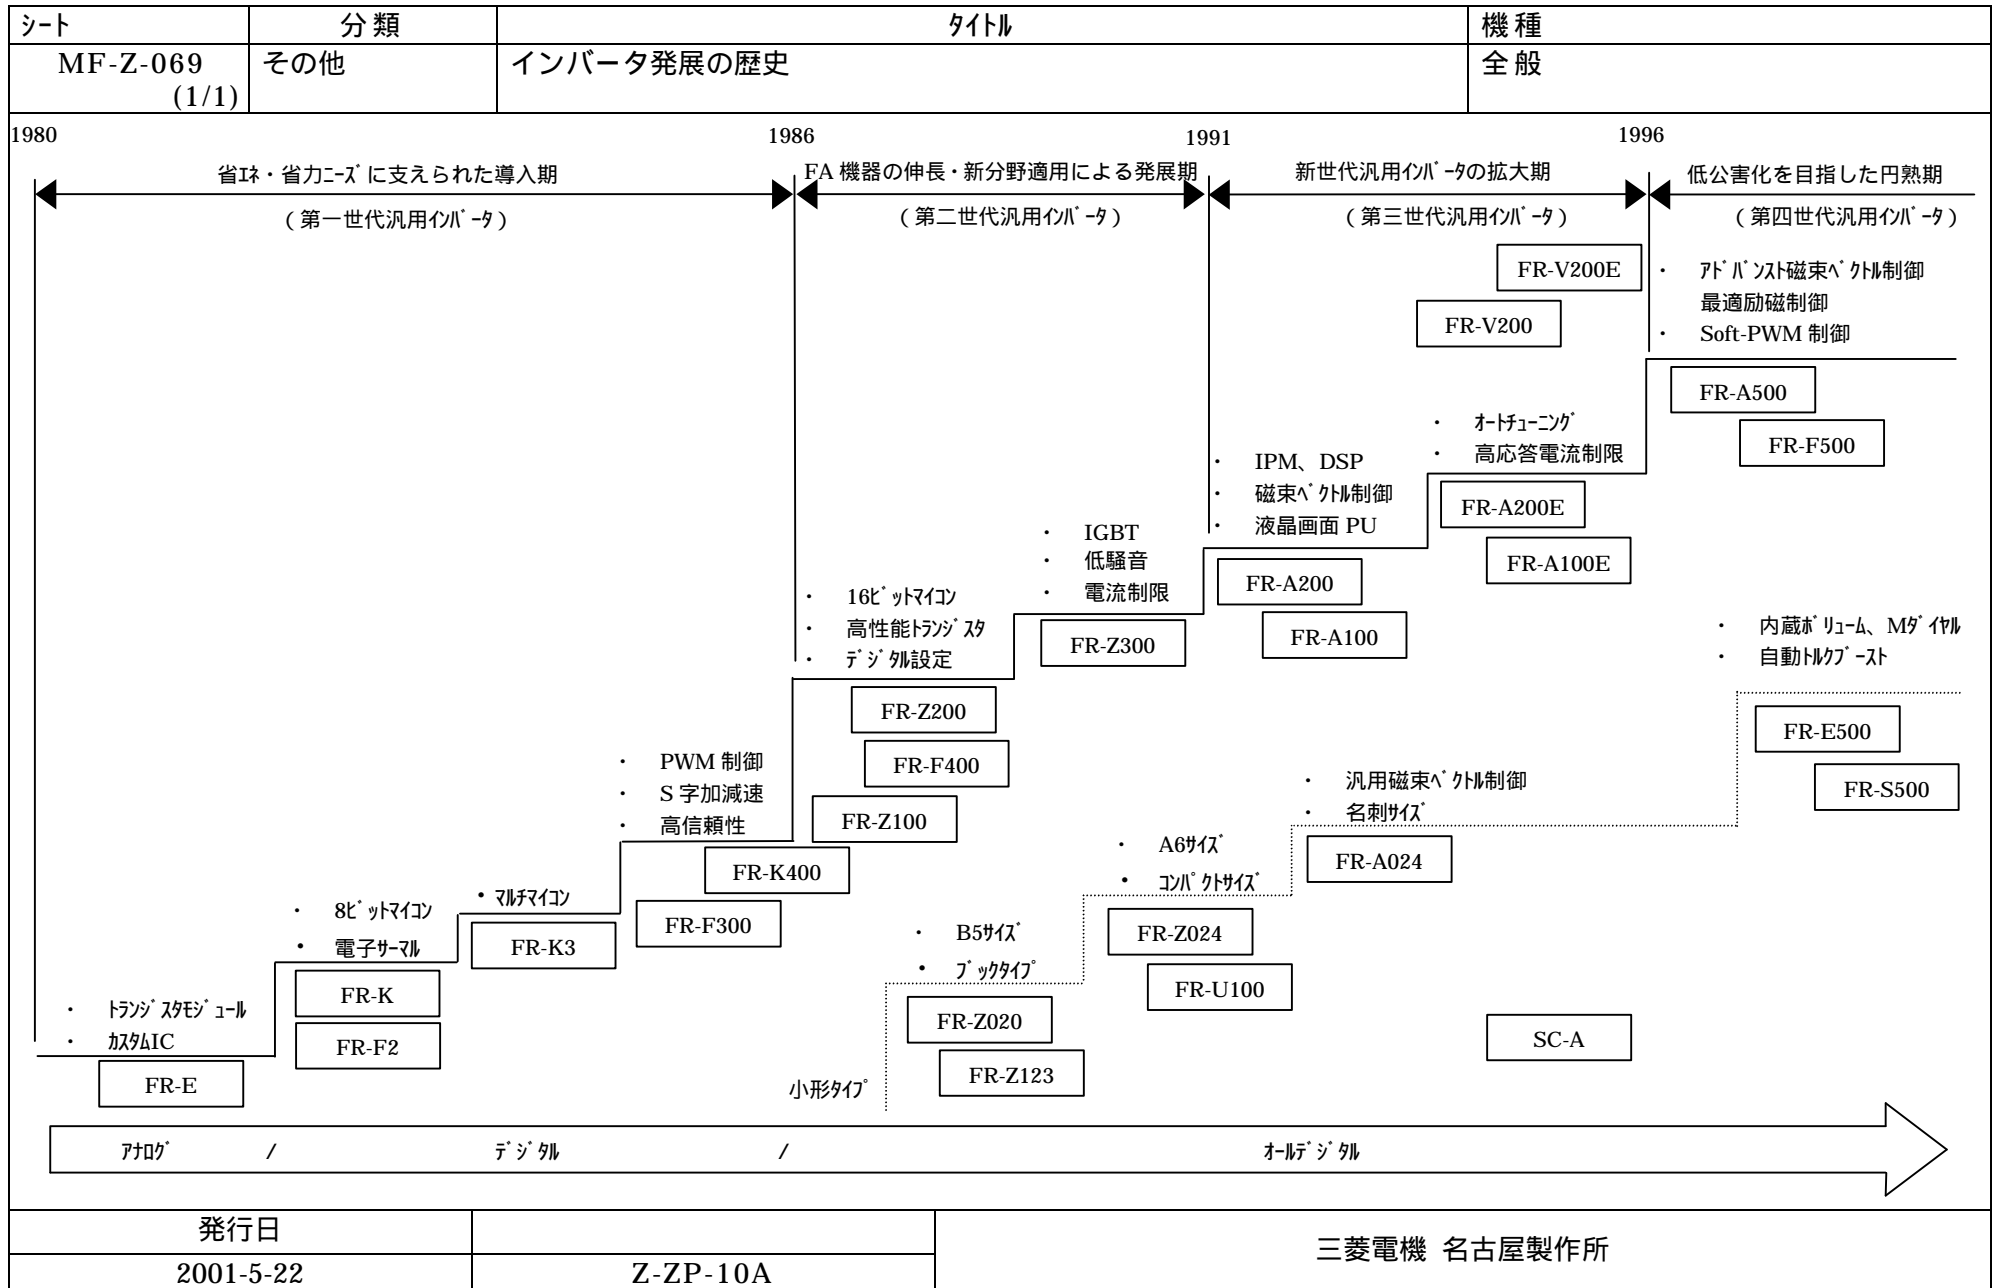 ｼｰﾄ 分類 ﾀｲﾄﾙ 機種
MF-Z-069 その他 インバータ発展の歴史 全般
(1/1)
1980 1986 1991 1996
省ｴﾈ・省力ﾆｰｽﾞに支えられた導入期 FA 機器の伸長・新分野適用による発展期 新世代汎用ｲﾝﾊﾞｰﾀの拡大期 低公害化を目指した円熟期
(第一世代汎用ｲﾝﾊﾞｰﾀ) (第二世代汎用ｲﾝﾊﾞｰﾀ) (第三世代汎用ｲﾝﾊﾞｰﾀ) (第四世代汎用ｲﾝﾊﾞｰﾀ)
FR-V200E
・ ｱﾄﾞﾊﾞﾝｽﾄ磁束ﾍﾞｸﾄﾙ制御
最適励磁制御
FR-V200
・ Soft-PWM 制御
FR-A500
FR-F500
・ ｵｰﾄﾁｭｰﾆﾝｸﾞ
・ 高応答電流制限
・ IPM、DSP
・ 磁束ﾍﾞｸﾄﾙ制御
・ 液晶画面 PU
FR-A200E
FR-A100E
・ IGBT
・ 低騒音
・ 電流制限
FR-A200
FR-A100
・ 16ﾋﾞｯﾄﾏｲｺﾝ
・ 高性能ﾄﾗﾝｼﾞｽﾀ
・ ﾃﾞｼﾞﾀﾙ設定
FR-Z300
・ 内蔵ﾎﾞﾘｭｰﾑ、Mﾀﾞｲﾔﾙ
・ 自動ﾄﾙｸﾌﾞｰｽﾄ
FR-Z200
FR-F400
FR-Z100
FR-E500
FR-S500
・ PWM 制御
・ S 字加減速
・ 高信頼性
・ 汎用磁束ﾍﾞｸﾄﾙ制御
・ 名刺ｻｲｽﾞ
FR-K400
FR-F300
・ A6ｻｲｽﾞ
・ ｺﾝﾊﾟｸﾄｻｲｽﾞ
FR-A024
・ ﾏﾙﾁﾏｲｺﾝ
FR-K3
・ 8ﾋﾞｯﾄﾏｲｺﾝ
・ 電子ｻｰﾏﾙ
・ B5ｻｲｽﾞ
・ ﾌﾞｯｸﾀｲﾌﾟ
FR-Z024
FR-U100
FR-K
FR-F2
・ ﾄﾗﾝｼﾞｽﾀﾓｼﾞｭｰﾙ
・ ｶｽﾀﾑIC
FR-E
FR-Z020
FR-Z123
SC-A
小形ﾀｲﾌﾟ
ｱﾅﾛｸﾞ / ﾃﾞｼﾞﾀﾙ / ｵｰﾙﾃﾞｼﾞﾀﾙ
発行日
三菱電機 名古屋製作所
2001-5-22 Z-ZP-10A